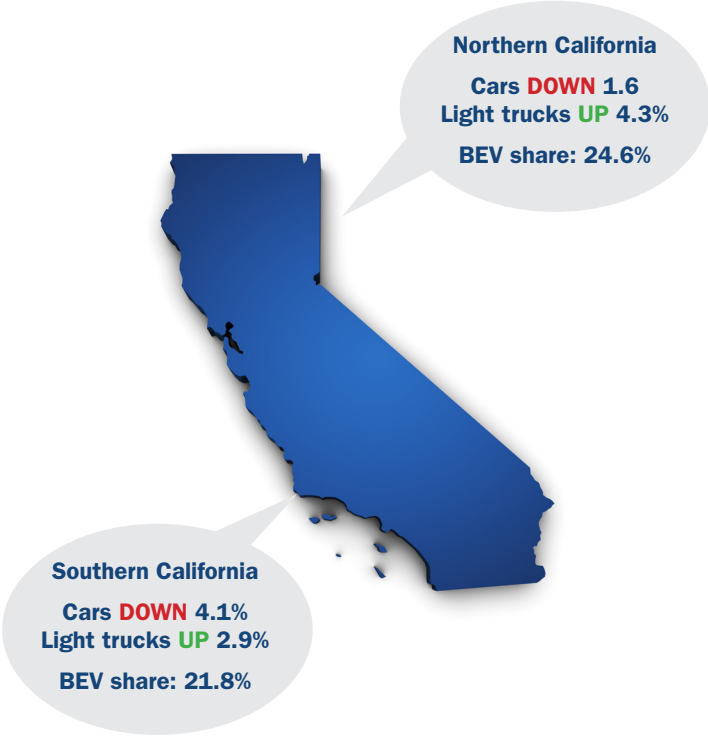 Northern California
Cars DOWN 1.6
Light trucks UP 4.3%
BEV share: 24.6%
Southern California
Cars DOWN 4.1%
Light trucks UP 2.9%
BEV share: 21.8%